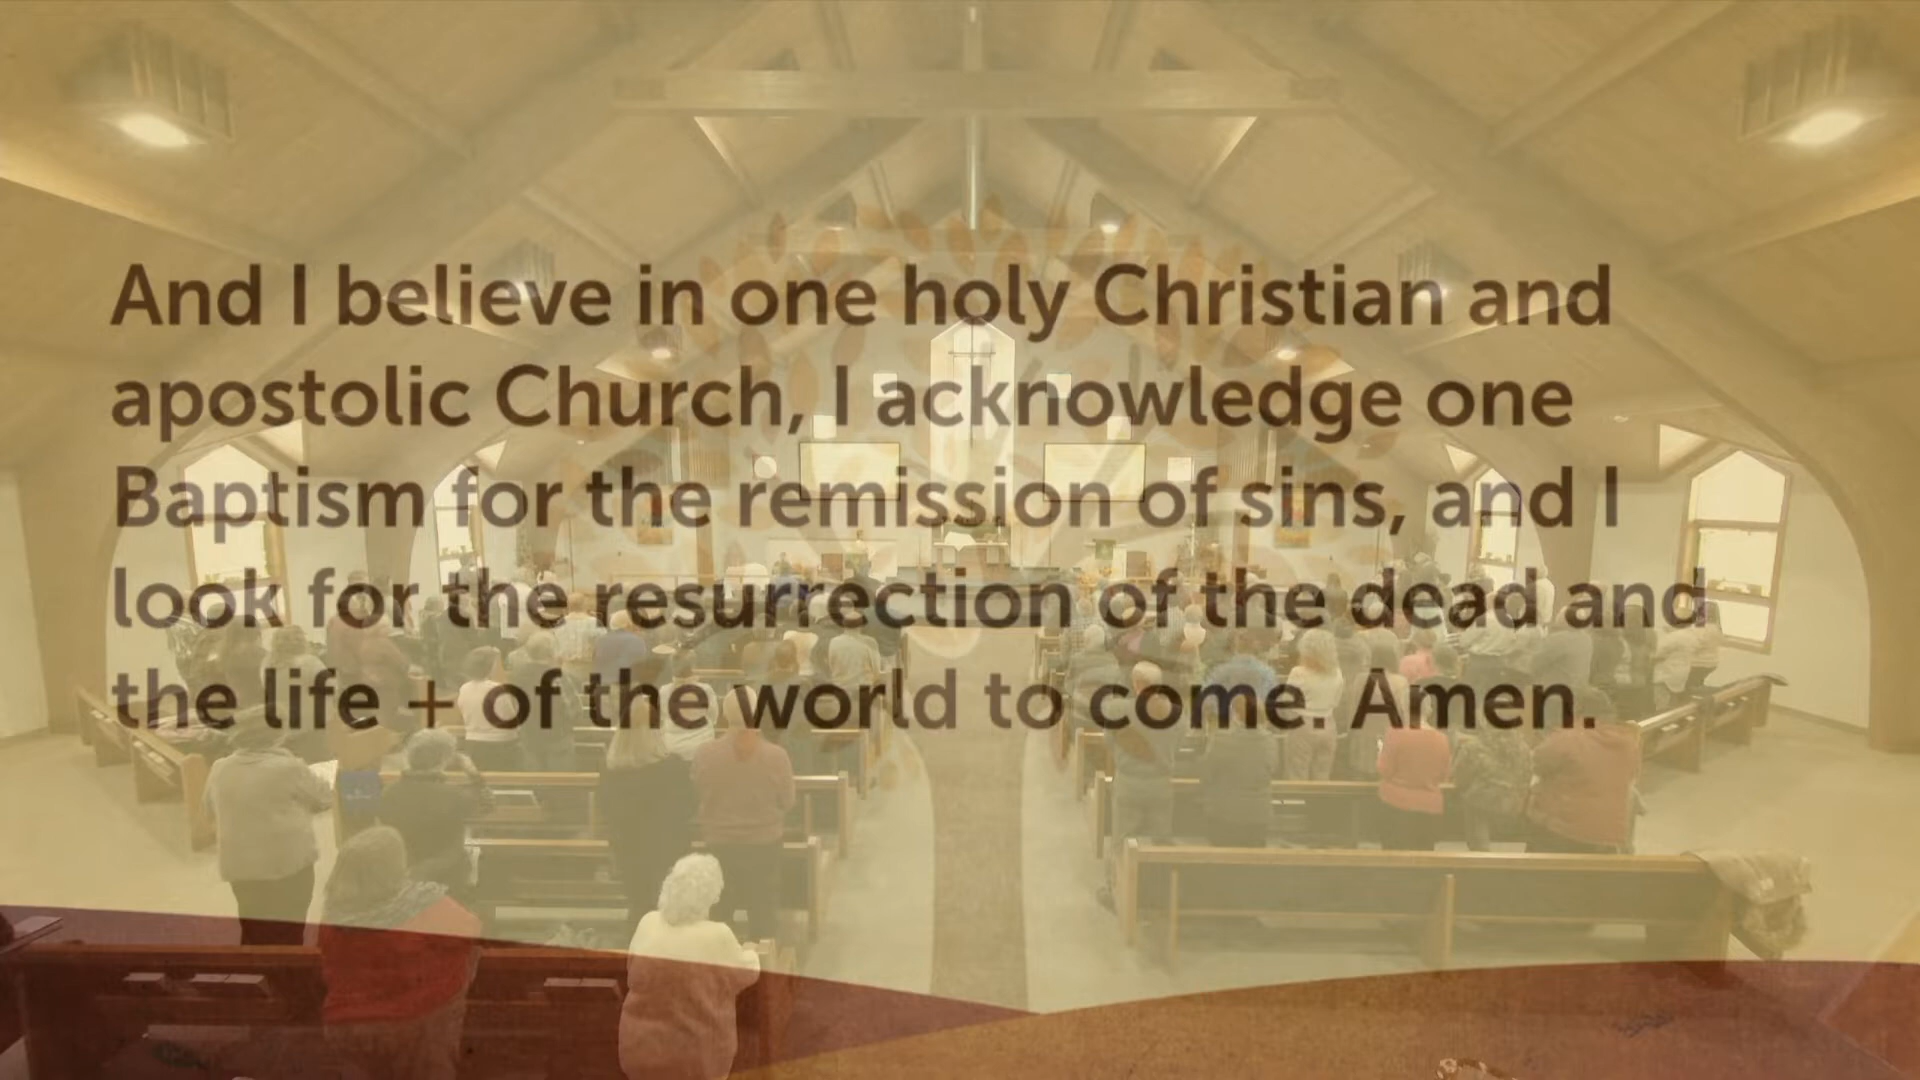 And I believe in one holy Christian and
apostolic Church, I acknowledge one
Baptism for the remission of sins, and I
look for the resurrection of the dead and
the life + of the world to come. Amen.